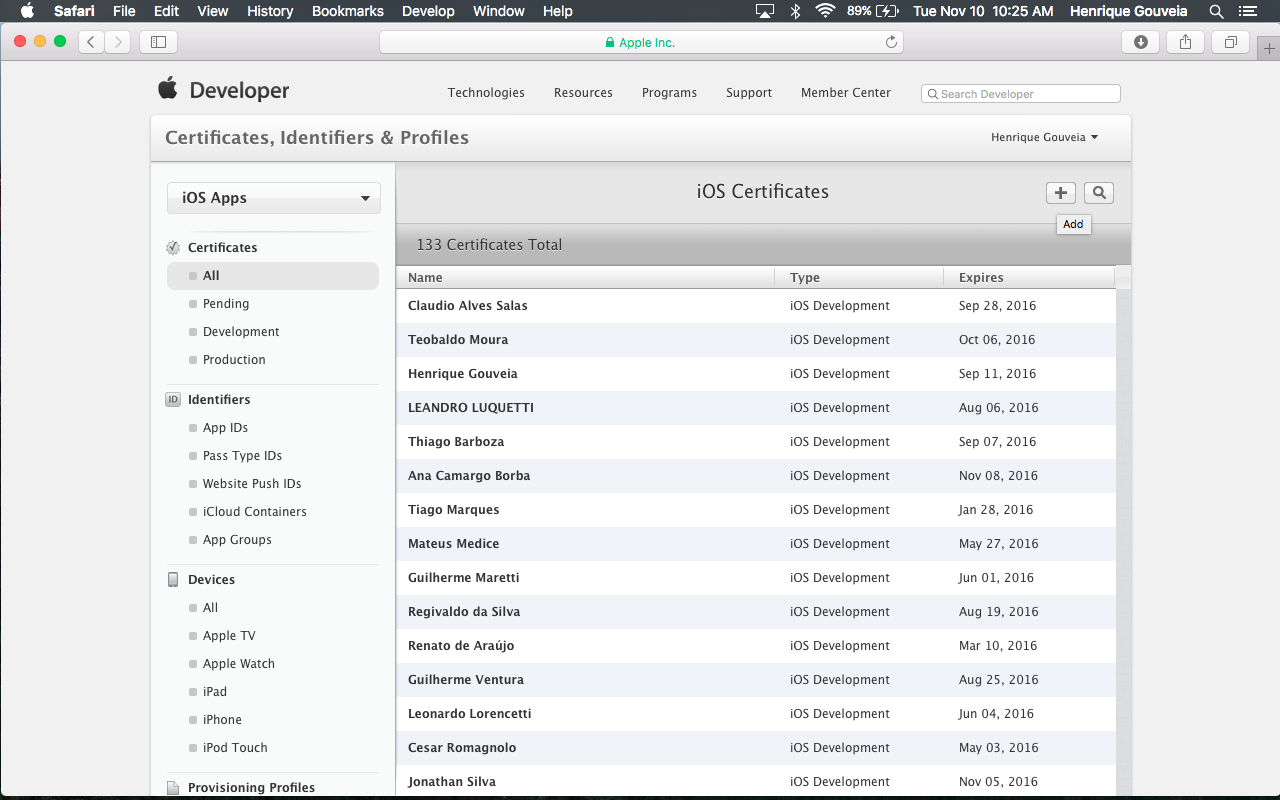 Safari File Edit View History Bookmarks Develop Window Help 89% Tue Nov 10 10:25 AM Henrique Gouveia
Apple Inc.
Developer Technologies Resources Programs Support Member Center Search Developer
Certificates, Identifiers & Profiles Henrique Gouveia
iOS Apps
Certificates
All
Pending
Development
Production
ID Identifiers
App IDs
Pass Type IDs
Website Push IDs
iCloud Containers
App Groups
Devices
All
Apple TV
Apple Watch
iPad
iPhone
iPod Touch
Provisioning Profiles
iOS Certificates
Add
133 Certificates Total
Name Type Expires
Claudio Alves Salas iOS Development Sep 28, 2016
Teobaldo Moura iOS Development Oct 06, 2016
Henrique Gouveia iOS Development Sep 11, 2016
LEANDRO LUQUETTI iOS Development Aug 06, 2016
Thiago Barboza iOS Development Sep 07, 2016
Ana Camargo Borba iOS Development Nov 08, 2016
Tiago Marques iOS Development Jan 28, 2016
Mateus Medice iOS Development May 27, 2016
Guilherme Maretti iOS Development Jun 01, 2016
Regivaldo da Silva iOS Development Aug 19, 2016
Renato de Araújo iOS Development Mar 10, 2016
Guilherme Ventura iOS Development Aug 25, 2016
Leonardo Lorencetti iOS Development Jun 04, 2016
Cesar Romagnolo iOS Development May 03, 2016
Jonathan Silva iOS Development Nov 05, 2016